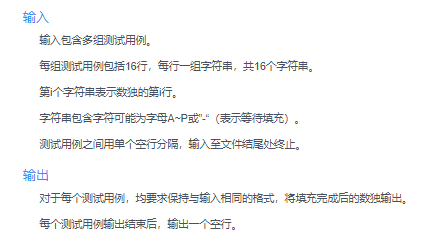 输入
输入包含多组测试用例。
每组测试用例包括16行，每行一组字符串，共16个字符串。
第i个字符串表示数独的第i行。
字符串包含字符可能为字母A~P或”-“（表示等待填充）。
测试用例之间用单个空行分隔，输入至文件结尾处终止。
输出
对于每个测试用例，均要求保持与输入相同的格式，将填充完成后的数独输出。
每个测试用例输出结束后，输出一个空行。